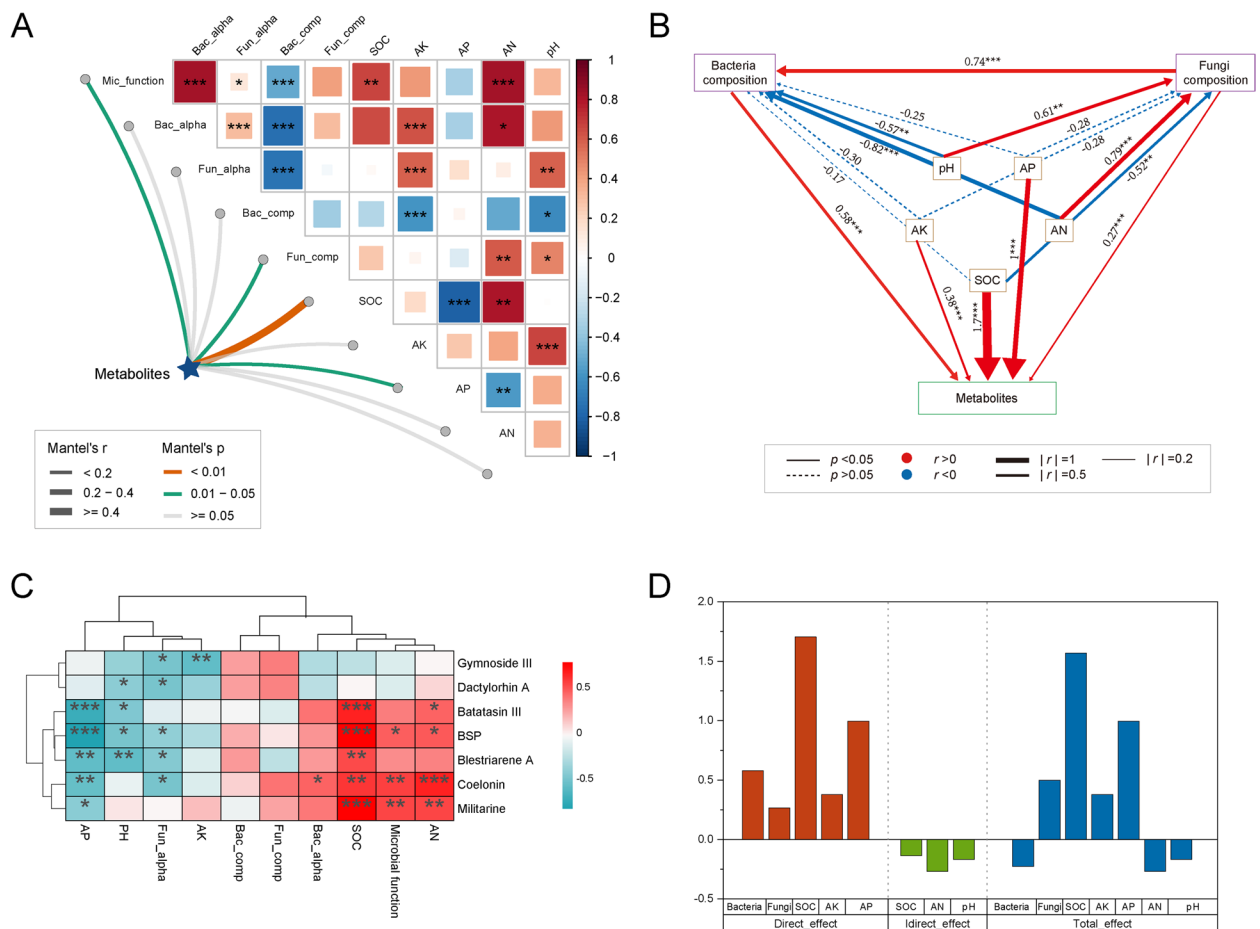 A
Bac_alpha
Fun_alpha
Bac_comp
Fun_comp
SOC
AK
AP
AN
pH
Mic_function
*** * *** ** ***
Bac_alpha
*** *** *** *
Fun_alpha
*** *** **
Bac_comp
*** *
Fun_comp
** *
SOC
*** **
AK
***
AP
**
AN
1
0.8
0.6
0.4
0.2
0
−0.2
−0.4
−0.6
−0.8
−1
Metabolites
Mantel's r
< 0.2
0.2 − 0.4
>= 0.4
Mantel's p
< 0.01
0.01 − 0.05
>= 0.05
B
Bacteria
composition
Fungi
composition
0.74***
-0.25
0.61**
-0.28
-0.57**
-0.28
-0.82***
0.79***
-0.30
-0.52**
-0.17
pH
AP
AK
AN
SOC
0.58***
0.38***
1.7***
1***
0.27***
Metabolites
p <0.05
p >0.05
r >0
r <0
| r | =1
| r | =0.5
| r | =0.2
C
* ** Gymnoside III
* * Dactylorhin A
*** * *** * Batatasin III
*** * * *** * * BSP
** ** * ** Blestriarene A
** * * ** ** *** Coelonin
* *** ** ** Militarine
AP
PH
Fun_alpha
AK
Bac_comp
Fun_comp
Bac_alpha
SOC
Microbial function
AN
0.5
0
-0.5
D
2.0
1.5
1.0
0.5
0.0
-0.5
Bacteria Fungi SOC AK AP SOC AN pH Bacteria Fungi SOC AK AP AN pH
Direct_effect Idirect_effect Total_effect